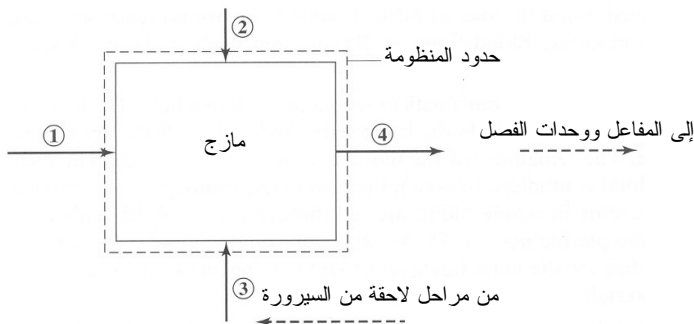 ②
حدود المنظومة
①
مازج
④
إلى المفاعل ووحدات الفصل
③
من مراحل لاحقة من السيرورة